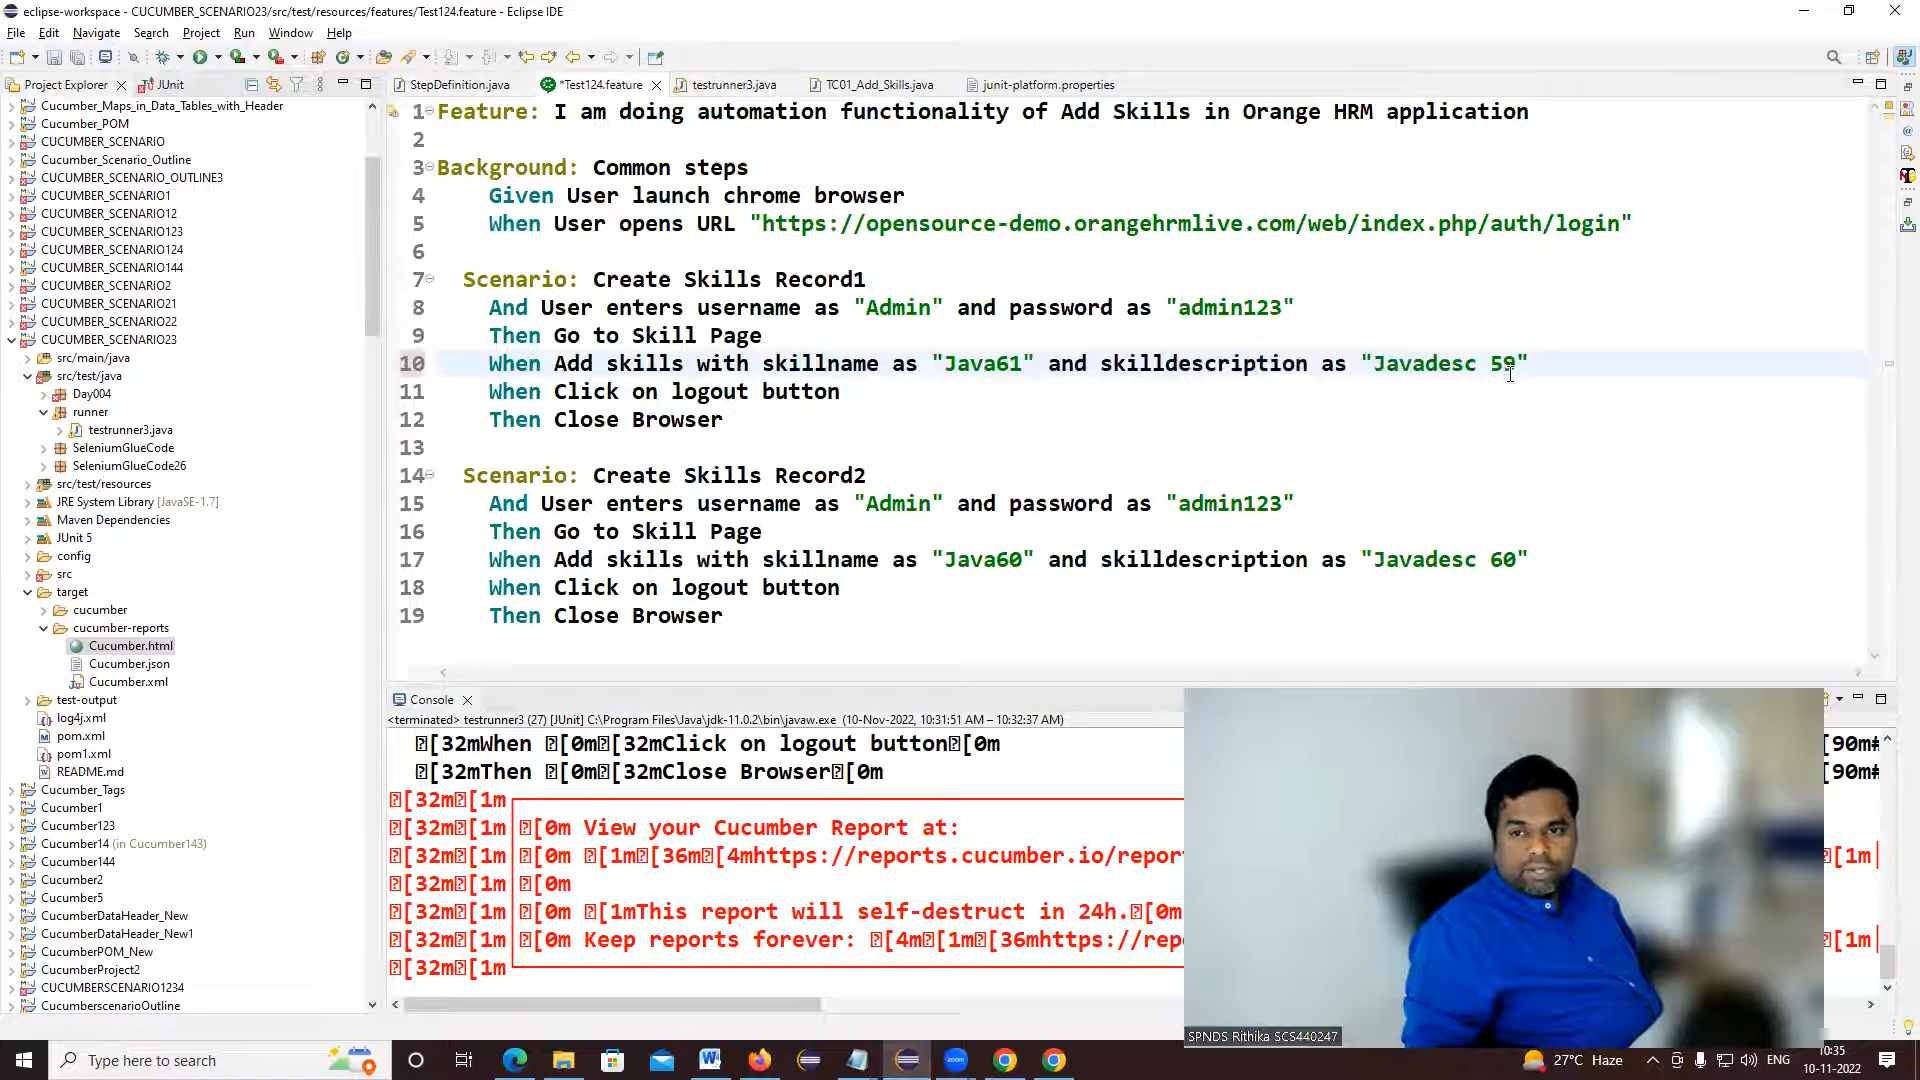 eclipse-workspace - CUCUMBER_SCENARIO23/src/test/resources/features/Test124.feature - Eclipse IDE
File Edit Navigate Search Project Run Window Help
Project Explorer JUnit
StepDefinition.java *Test124.feature testrunner3.java TC01_Add_Skills.java junit-platform.properties
Cucumber_Maps_in_Data_Tables_with_Header
Cucumber_POM
CUCUMBER_SCENARIO
Cucumber_Scenario_Outline
CUCUMBER_SCENARIO_OUTLINE3
CUCUMBER_SCENARIO1
CUCUMBER_SCENARIO12
CUCUMBER_SCENARIO123
CUCUMBER_SCENARIO124
CUCUMBER_SCENARIO144
CUCUMBER_SCENARIO2
CUCUMBER_SCENARIO21
CUCUMBER_SCENARIO22
CUCUMBER_SCENARIO23
src/main/java
src/test/java
Day004
runner
testrunner3.java
SeleniumGlueCode
SeleniumGlueCode26
src/test/resources
JRE System Library [JavaSE-1.7]
Maven Dependencies
JUnit 5
config
src
target
cucumber
cucumber-reports
Cucumber.html
Cucumber.json
Cucumber.xml
test-output
log4j.xml
pom.xml
pom1.xml
README.md
Cucumber_Tags
Cucumber1
Cucumber123
Cucumber14 (in Cucumber143)
Cucumber144
Cucumber2
Cucumber5
CucumberDataHeader_New
CucumberDataHeader_New1
CucumberPOM_New
CucumberProject2
CUCUMBERSCENARIO1234
CucumberscenarioOutline
1 Feature: I am doing automation functionality of Add Skills in Orange HRM application
2
3 Background: Common steps
4 Given User launch chrome browser
5 When User opens URL "https://opensource-demo.orangehrmlive.com/web/index.php/auth/login"
6
7 Scenario: Create Skills Record1
8 And User enters username as "Admin" and password as "admin123"
9 Then Go to Skill Page
10 When Add skills with skillname as "Java61" and skilldescription as "Javadesc 59"
11 When Click on logout button
12 Then Close Browser
13
14 Scenario: Create Skills Record2
15 And User enters username as "Admin" and password as "admin123"
16 Then Go to Skill Page
17 When Add skills with skillname as "Java60" and skilldescription as "Javadesc 60"
18 When Click on logout button
19 Then Close Browser
Console
<terminated> testrunner3 (27) [JUnit] C:\Program Files\Java\jdk-11.0.2\bin\javaw.exe (10-Nov-2022, 10:31:51 AM – 10:32:37 AM)
[32mWhen [0m[32mClick on logout button[0m [90m#
[32mThen [0m[32mClose Browser[0m [90m#
[32m[1m
[32m[1m [0m View your Cucumber Report at:
[32m[1m [0m [1m[36m[4mhttps://reports.cucumber.io/repor [1m
[32m[1m [0m
[32m[1m [0m [1mThis report will self-destruct in 24h.[0m
[32m[1m [0m Keep reports forever: [4m[1m[36mhttps://rep [1m
[32m[1m
SPNDS Rithika SCS440247
Type here to search
27°C Haze
ENG
10:35
10-11-2022